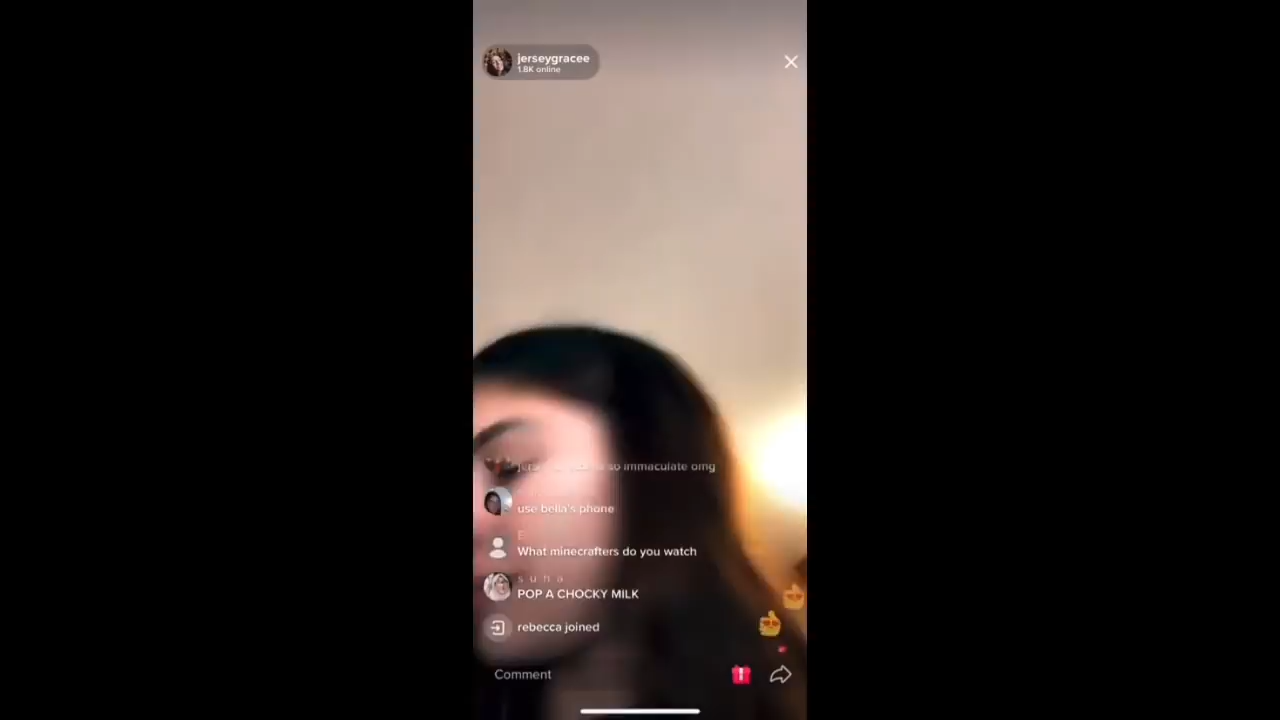 jerseygracee
1.8K online
so immaculate omg
use bella's phone
E
What minecrafters do you watch
s u h a
POP A CHOCKY MILK
rebecca joined
Comment